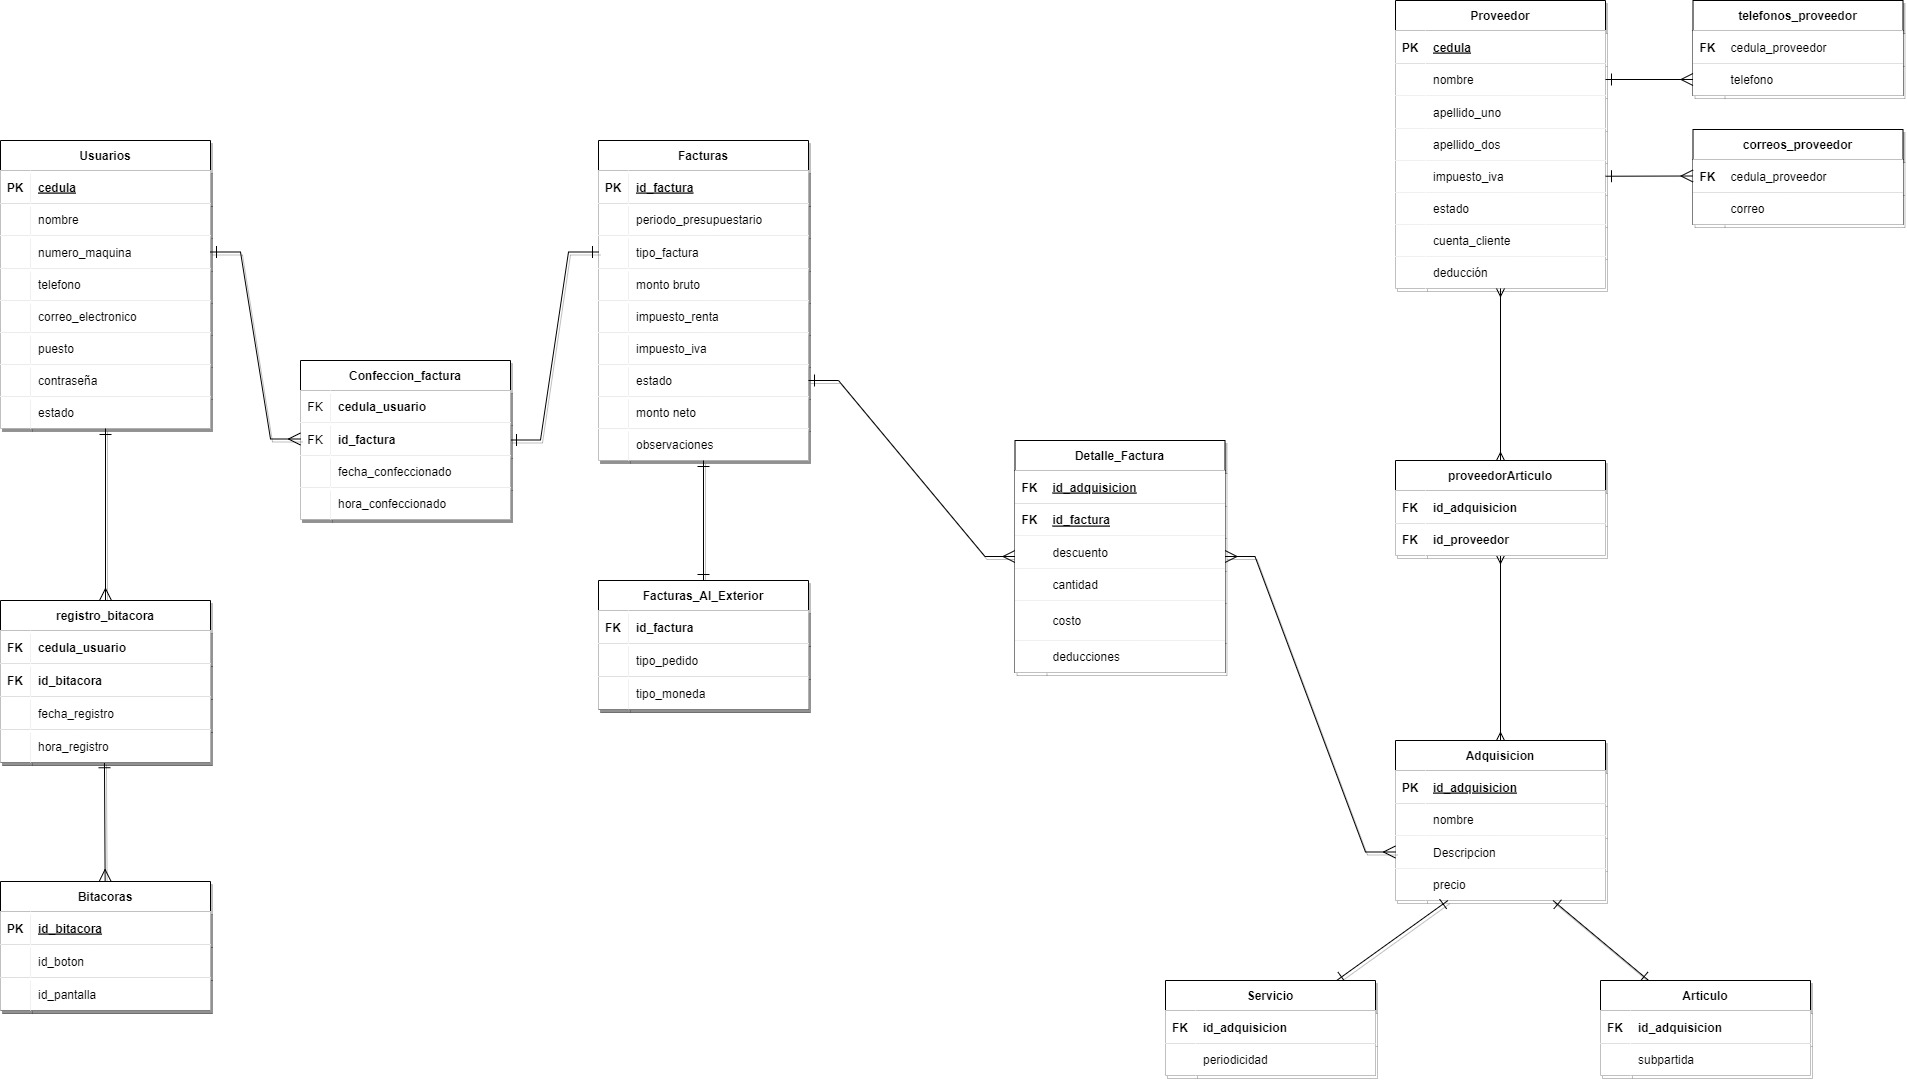 Proveedor
PK cedula
nombre
apellido_uno
apellido_dos
impuesto_iva
estado
cuenta_cliente
deducción
telefonos_proveedor
FK cedula_proveedor
telefono
correos_proveedor
FK cedula_proveedor
correo
Usuarios
PK cedula
nombre
numero_maquina
telefono
correo_electronico
puesto
contraseña
estado
Facturas
PK id_factura
periodo_presupuestario
tipo_factura
monto bruto
impuesto_renta
impuesto_iva
estado
monto neto
observaciones
Confeccion_factura
FK cedula_usuario
FK id_factura
fecha_confeccionado
hora_confeccionado
Detalle_Factura
FK id_adquisicion
FK id_factura
descuento
cantidad
costo
deducciones
proveedorArticulo
FK id_adquisicion
FK id_proveedor
registro_bitacora
FK cedula_usuario
FK id_bitacora
fecha_registro
hora_registro
Facturas_Al_Exterior
FK id_factura
tipo_pedido
tipo_moneda
Adquisicion
PK id_adquisicion
nombre
Descripcion
precio
Bitacoras
PK id_bitacora
id_boton
id_pantalla
Servicio
FK id_adquisicion
periodicidad
Articulo
FK id_adquisicion
subpartida